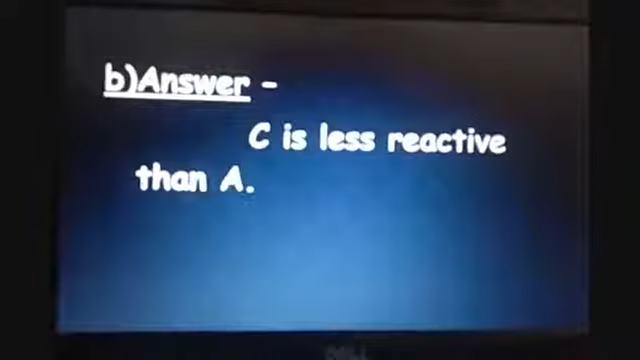 b)Answer -
C is less reactive
than A.